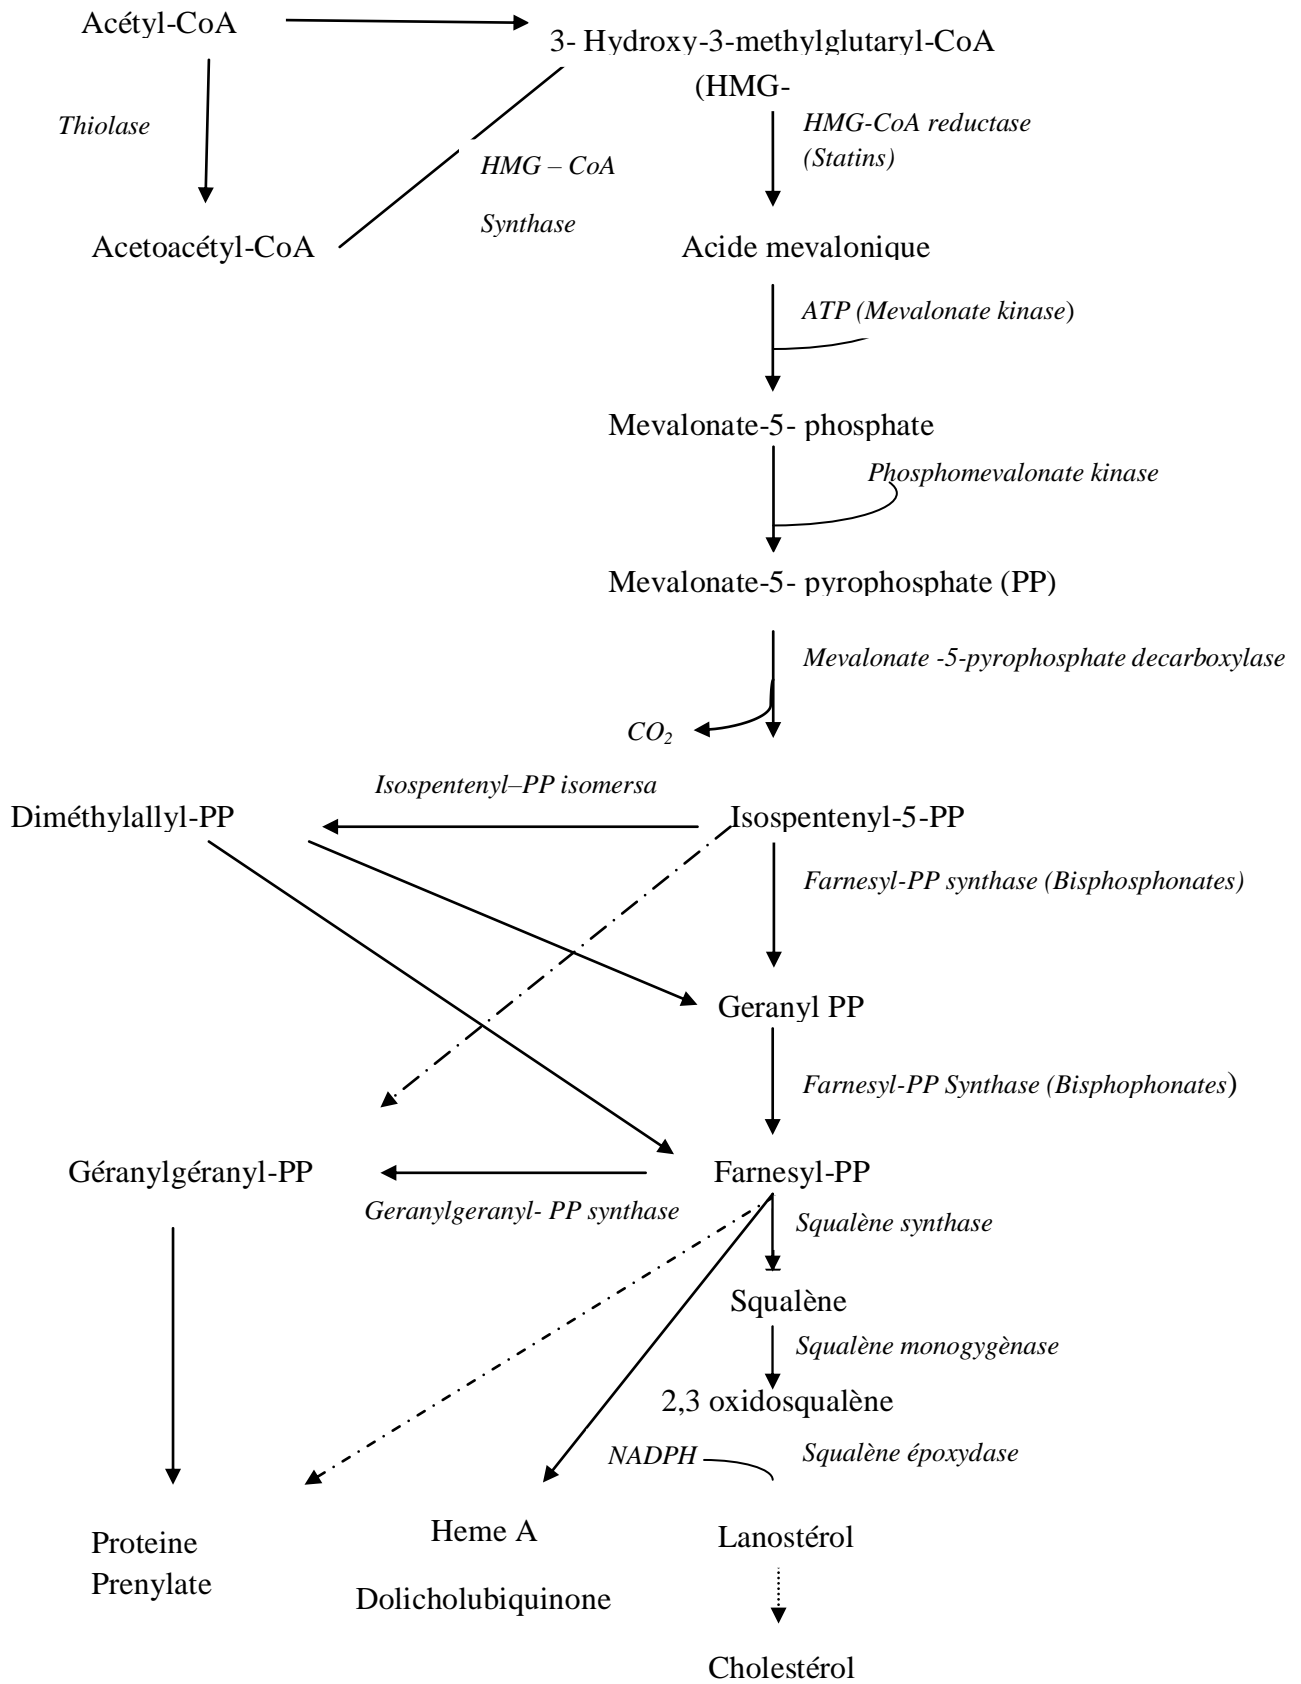 Acétyl-CoA
3- Hydroxy-3-methylglutaryl-CoA
(HMG-
Thiolase
HMG-CoA reductase
(Statins)
HMG – CoA
Synthase
Acetoacétyl-CoA
Acide mevalonique
ATP (Mevalonate kinase)
Mevalonate-5- phosphate
Phosphomevalonate kinase
Mevalonate-5- pyrophosphate (PP)
Mevalonate -5-pyrophosphate decarboxylase
CO2
Isospentenyl–PP isomersa
Diméthylallyl-PP
Isospentenyl-5-PP
Farnesyl-PP synthase (Bisphosphonates)
Geranyl PP
Farnesyl-PP Synthase (Bisphophonates)
Géranylgéranyl-PP
Farnesyl-PP
Geranylgeranyl- PP synthase
Squalène synthase
Squalène
Squalène monogygènase
2,3 oxidosqualène
NADPH
Squalène époxydase
Proteine
Prenylate
Heme A
Lanostérol
Dolicholubiquinone
Cholestérol